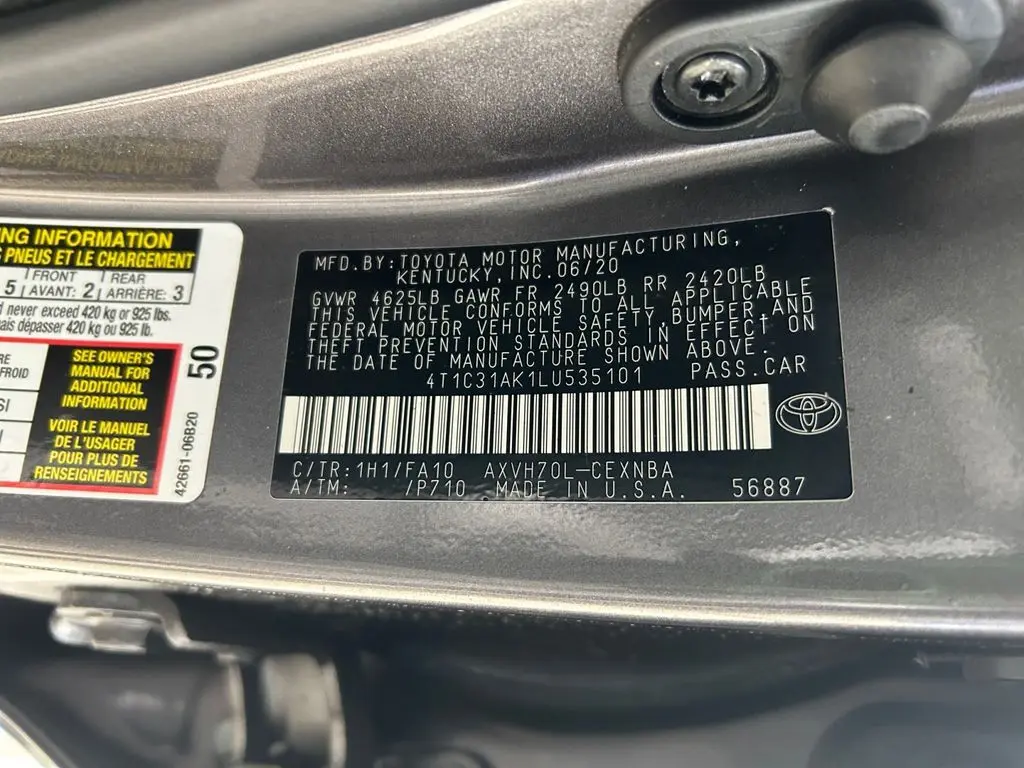 NG INFORMATION
PNEUS ET LE CHARGEMENT
5 FRONT AVANT: 2 REAR ARRIÈRE: 3
never exceed 420 kg or 925 lbs.
ais dépasser 420 kg ou 925 lb.
FROID
SEE OWNER'S
MANUAL FOR
ADDITIONAL
INFORMATION
VOIR LE MANUEL
DE L'USAGER
POUR PLUS DE
RENSEIGNEMENTS
50
42661-06B20
MFD.BY:TOYOTA MOTOR MANUFACTURING,
KENTUCKY, INC.06/20
GVWR 4625LB GAWR FR 2490LB RR 2420LB
THIS VEHICLE CONFORMS TO ALL APPLICABLE
FEDERAL MOTOR VEHICLE SAFETY,BUMPER,AND
THEFT PREVENTION STANDARDS IN EFFECT ON
THE DATE OF MANUFACTURE SHOWN ABOVE.
4T1C31AK1LU535101 PASS.CAR
C/TR:1H1/FA10 AXVH70L-CEXNBA
A/TM: /P710 MADE IN U.S.A. 56887